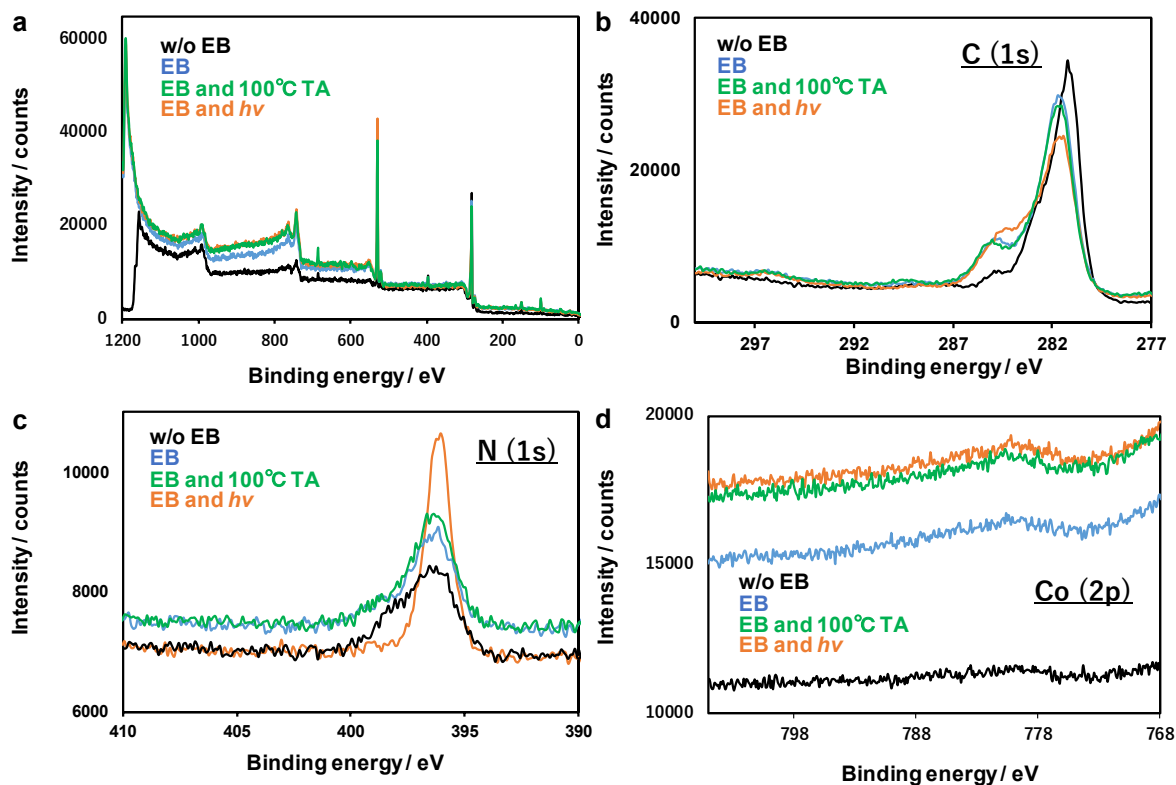 a
60000
40000
20000
0
Intensity / counts
w/o EB
EB
EB and 100℃ TA
EB and hν
1200 1000 800 600 400 200 0
Binding energy / eV
b
40000
20000
0
Intensity / counts
w/o EB
EB
EB and 100℃ TA
EB and hν
C (1s)
297 292 287 282 277
Binding energy / eV
c
10000
8000
6000
Intensity / counts
w/o EB
EB
EB and 100℃ TA
EB and hν
N (1s)
410 405 400 395 390
Binding energy / eV
d
20000
15000
10000
Intensity / counts
w/o EB
EB
EB and 100℃ TA
EB and hν
Co (2p)
798 788 778 768
Binding energy / eV